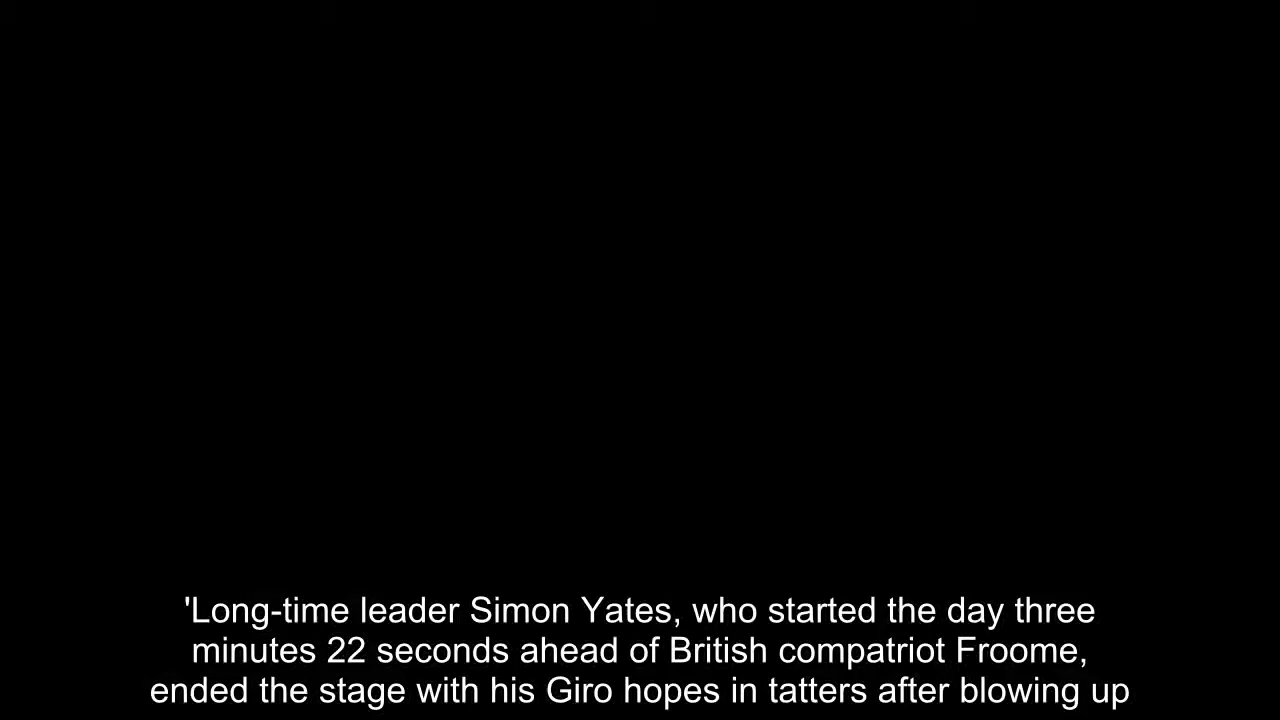 'Long-time leader Simon Yates, who started the day three
minutes 22 seconds ahead of British compatriot Froome,
ended the stage with his Giro hopes in tatters after blowing up